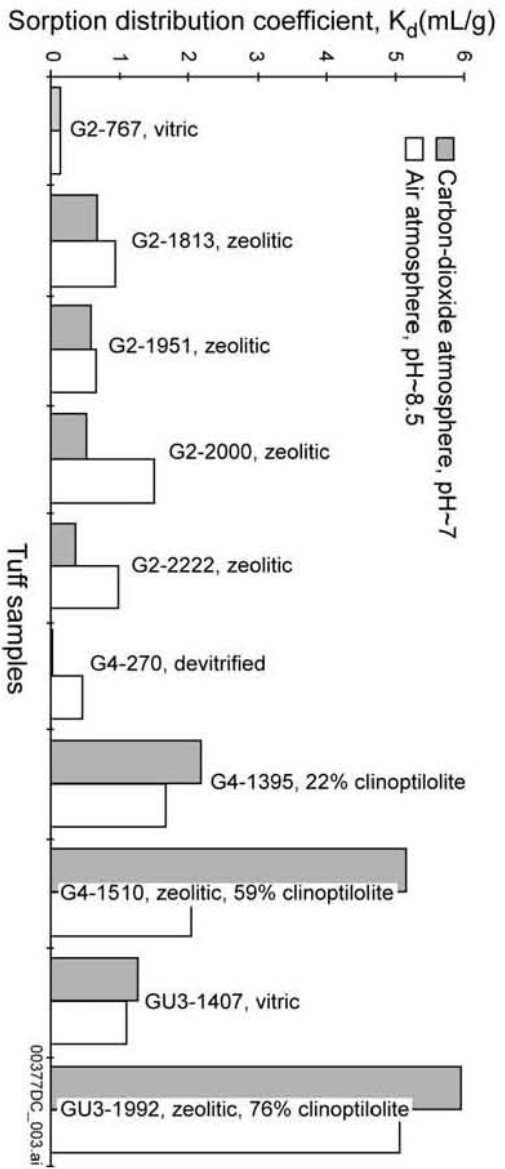 Sorption distribution coefficient, Kd(mL/g)
0 1 2 3 4 5 6
Carbon-dioxide atmosphere, pH~7
Air atmosphere, pH~8.5
G2-767, vitric
G2-1813, zeolitic
G2-1951, zeolitic
G2-2000, zeolitic
G2-2222, zeolitic
G4-270, devitrified
G4-1395, 22% clinoptilolite
G4-1510, zeolitic, 59% clinoptilolite
GU3-1407, vitric
GU3-1992, zeolitic, 76% clinoptilolite
Tuff samples
00377DC_003.ai